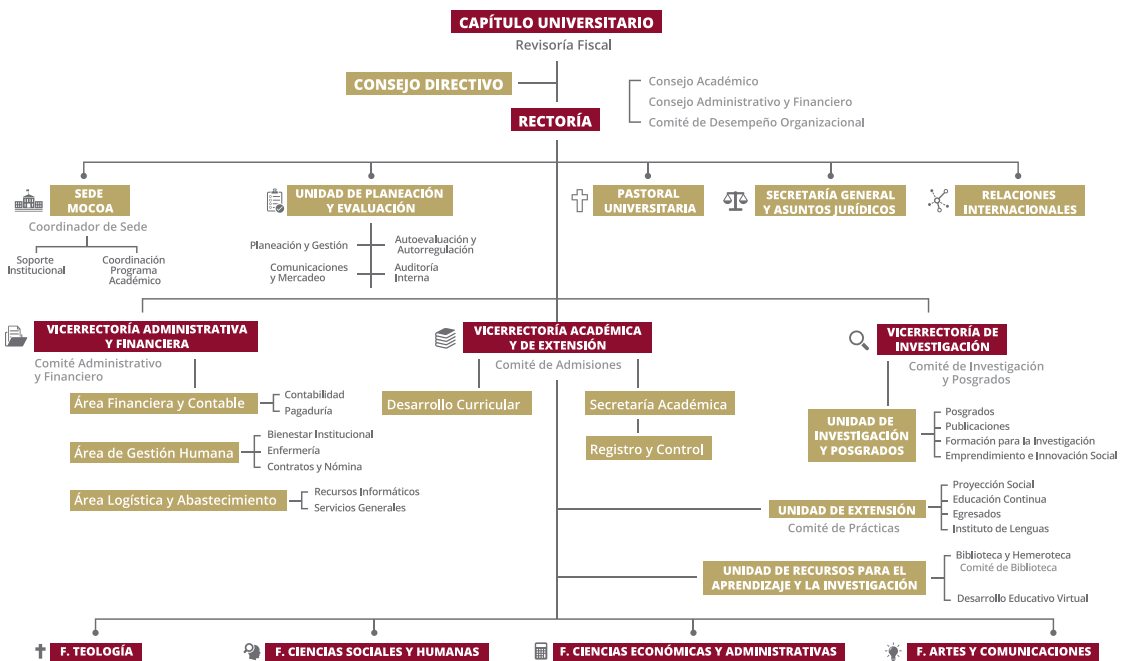 CAPÍTULO UNIVERSITARIO
Revisoría Fiscal
CONSEJO DIRECTIVO
Consejo Académico
Consejo Administrativo y Financiero
Comité de Desempeño Organizacional
RECTORÍA
SEDE
MOCOA
Coordinador de Sede
Soporte
Institucional
Coordinación
Programa
Académico
UNIDAD DE PLANEACIÓN
Y EVALUACIÓN
Planeación y Gestión
Autoevaluación y
Autorregulación
Comunicaciones
y Mercadeo
Auditoría
Interna
PASTORAL
UNIVERSITARIA
SECRETARÍA GENERAL
Y ASUNTOS JURÍDICOS
RELACIONES
INTERNACIONALES
VICERRECTORÍA ADMINISTRATIVA
Y FINANCIERA
Comité Administrativo
y Financiero
Área Financiera y Contable
Contabilidad
Pagaduría
Área de Gestión Humana
Bienestar Institucional
Enfermería
Contratos y Nómina
Área Logística y Abastecimiento
Recursos Informáticos
Servicios Generales
VICERRECTORÍA ACADÉMICA
Y DE EXTENSIÓN
Comité de Admisiones
Desarrollo Curricular
Secretaría Académica
Registro y Control
VICERRECTORÍA DE
INVESTIGACIÓN
Comité de Investigación
y Posgrados
UNIDAD DE
INVESTIGACIÓN
Y POSGRADOS
Posgrados
Publicaciones
Formación para la Investigación
Emprendimiento e Innovación Social
UNIDAD DE EXTENSIÓN
Comité de Prácticas
Proyección Social
Educación Continua
Egresados
Instituto de Lenguas
UNIDAD DE RECURSOS PARA EL
APRENDIZAJE Y LA INVESTIGACIÓN
Biblioteca y Hemeroteca
Comité de Biblioteca
Desarrollo Educativo Virtual
F. TEOLOGÍA
F. CIENCIAS SOCIALES Y HUMANAS
F. CIENCIAS ECONÓMICAS Y ADMINISTRATIVAS
F. ARTES Y COMUNICACIONES